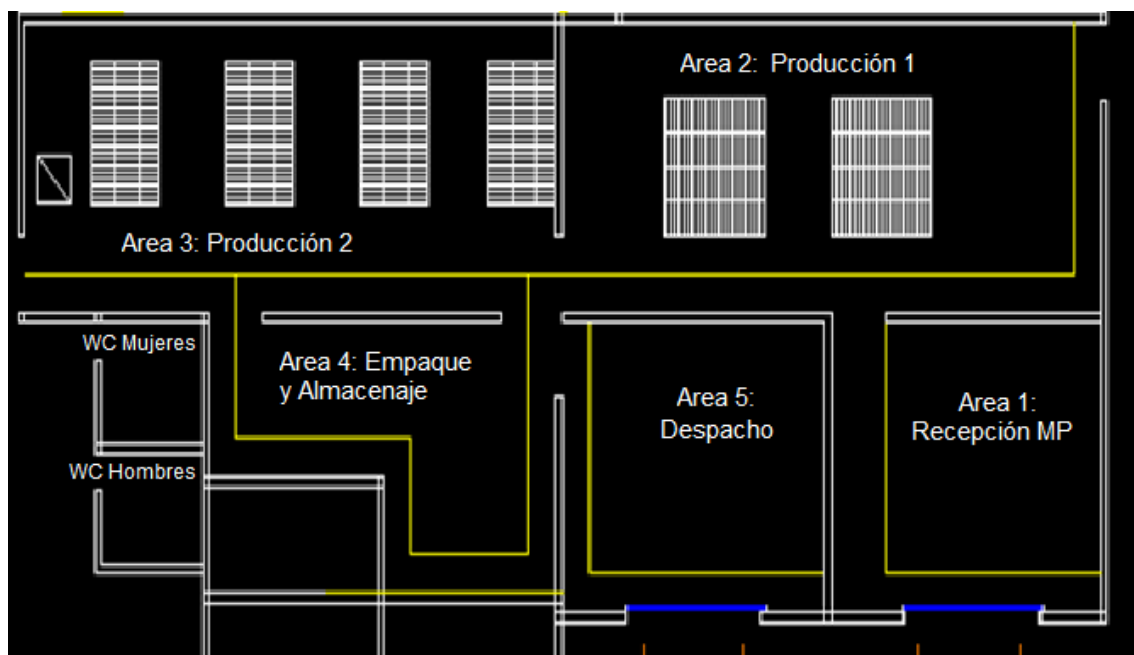 Area 2:  Producción 1
Area 3: Producción 2
WC Mujeres
Area 4: Empaque
y Almacenaje
Area 5:
Despacho
Area 1:
Recepción MP
WC Hombres